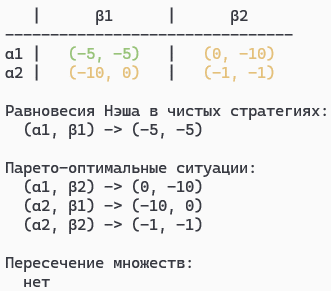 | β1 | β2
--------------------------------
α1 | (-5, -5) | (0, -10)
α2 | (-10, 0) | (-1, -1)
Равновесия Нэша в чистых стратегиях:
(α1, β1) -> (-5, -5)
Парето-оптимальные ситуации:
(α1, β2) -> (0, -10)
(α2, β1) -> (-10, 0)
(α2, β2) -> (-1, -1)
Пересечение множеств:
нет